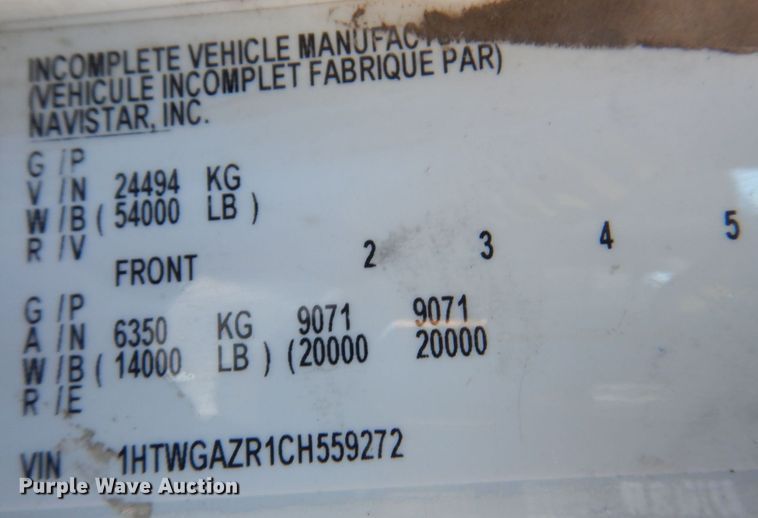 INCOMPLETE VEHICLE
(VEHICULE INCOMPLET FABRIQUE PAR)
NAVISTAR, INC.
G /P
V /N 24494 KG
W /B ( 54000 LB )
R /V
FRONT 2 3 4 5
G /P
A /N 6350 KG 9071 9071
W /B ( 14000 LB ) (20000 20000
R /E
VIN 1HTWGAZR1CH559272
Purple Wave Auction